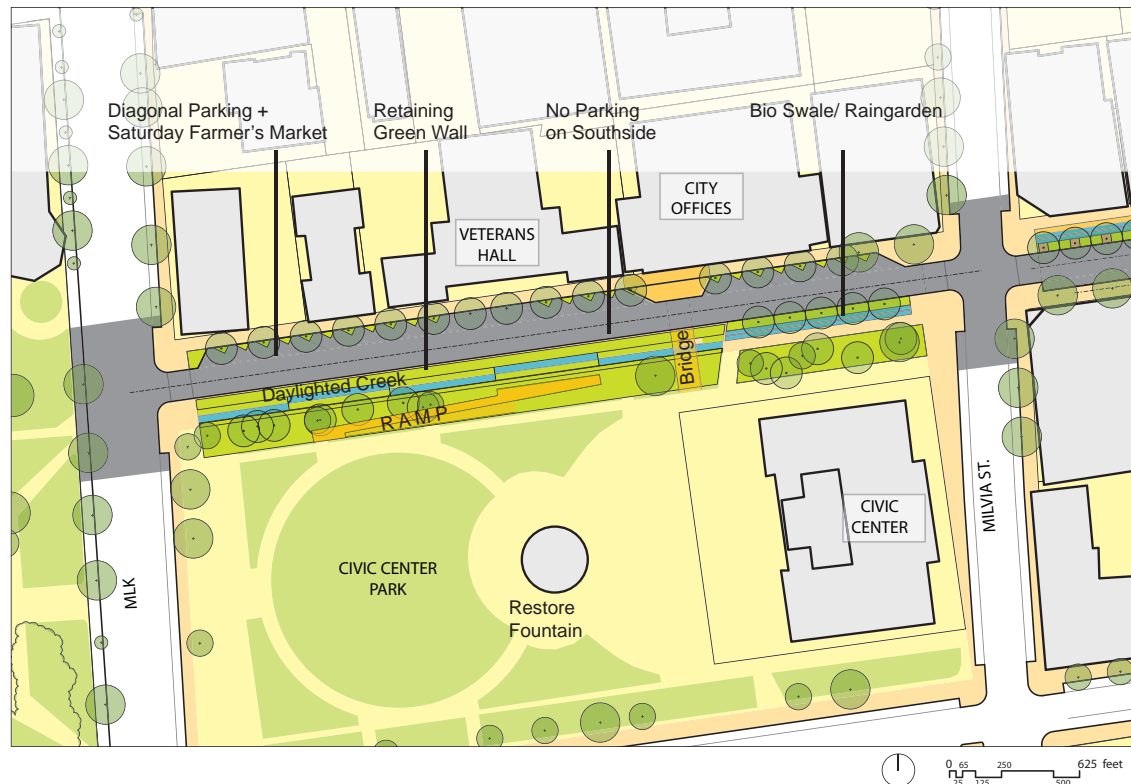 Diagonal Parking +
Saturday Farmer's Market
Retaining
Green Wall
No Parking
on Southside
Bio Swale/ Raingarden
CITY
OFFICES
VETERANS
HALL
Daylighted Creek
Bridge
RAMP
CIVIC
CENTER
MILVIA ST.
CIVIC CENTER
PARK
MLK
Restore
Fountain
0 65 250 625 feet
25 125 500